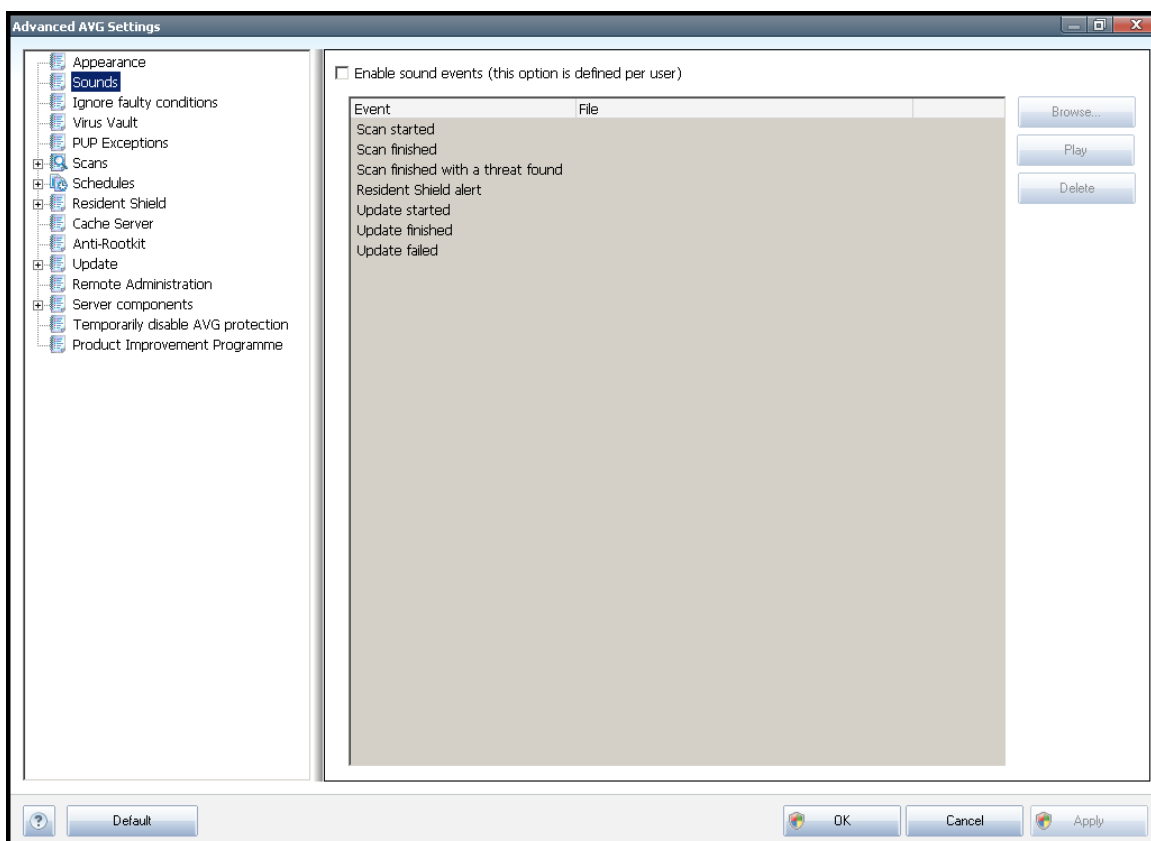 Advanced AVG Settings
Appearance
Sounds
Ignore faulty conditions
Virus Vault
PUP Exceptions
Scans
Schedules
Resident Shield
Cache Server
Anti-Rootkit
Update
Remote Administration
Server components
Temporarily disable AVG protection
Product Improvement Programme
Enable sound events (this option is defined per user)
Event File
Scan started
Scan finished
Scan finished with a threat found
Resident Shield alert
Update started
Update finished
Update failed
Browse...
Play
Delete
? Default OK Cancel Apply